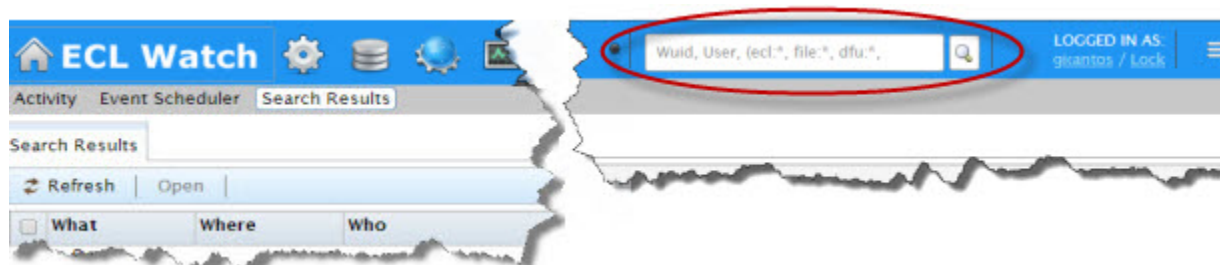 ECL Watch
Wuid, User, (ecl:*, file:*, dfu:*,
LOGGED IN AS:
gkantos / Lock
Activity Event Scheduler Search Results
Search Results
Refresh Open
What Where Who